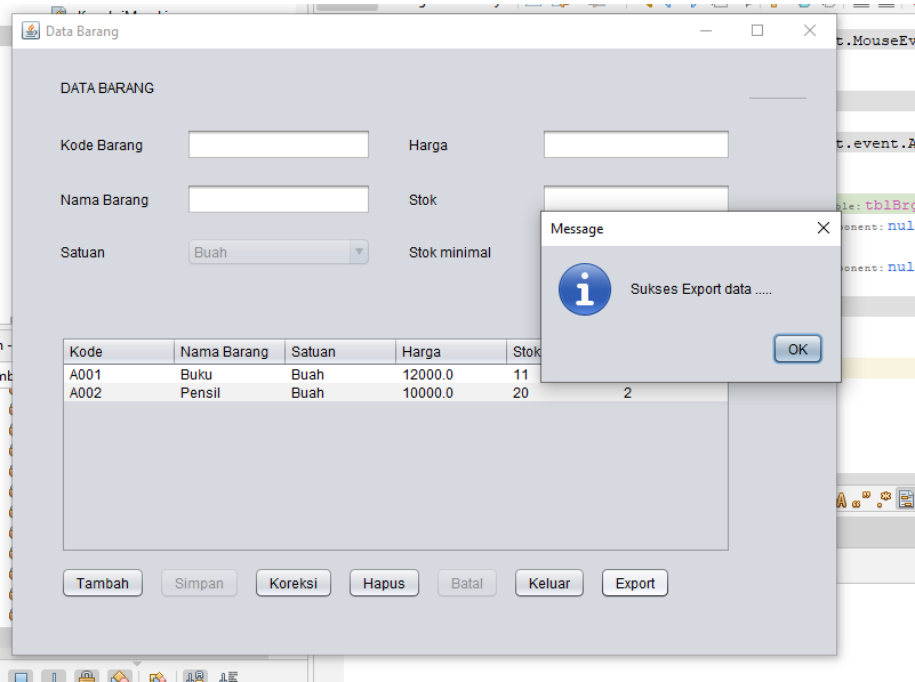 Data Barang
t.MouseEv
DATA BARANG
Kode Barang
Harga
t.event.A
Nama Barang
Stok
tblBrg
onent: nul
Message
Satuan
Buah
Stok minimal
Sukses Export data .....
onent: nul
OK
Kode Nama Barang Satuan Harga Stok
A001 Buku Buah 12000.0 11
A002 Pensil Buah 10000.0 20 2
Tambah Simpan Koreksi Hapus Batal Keluar Export